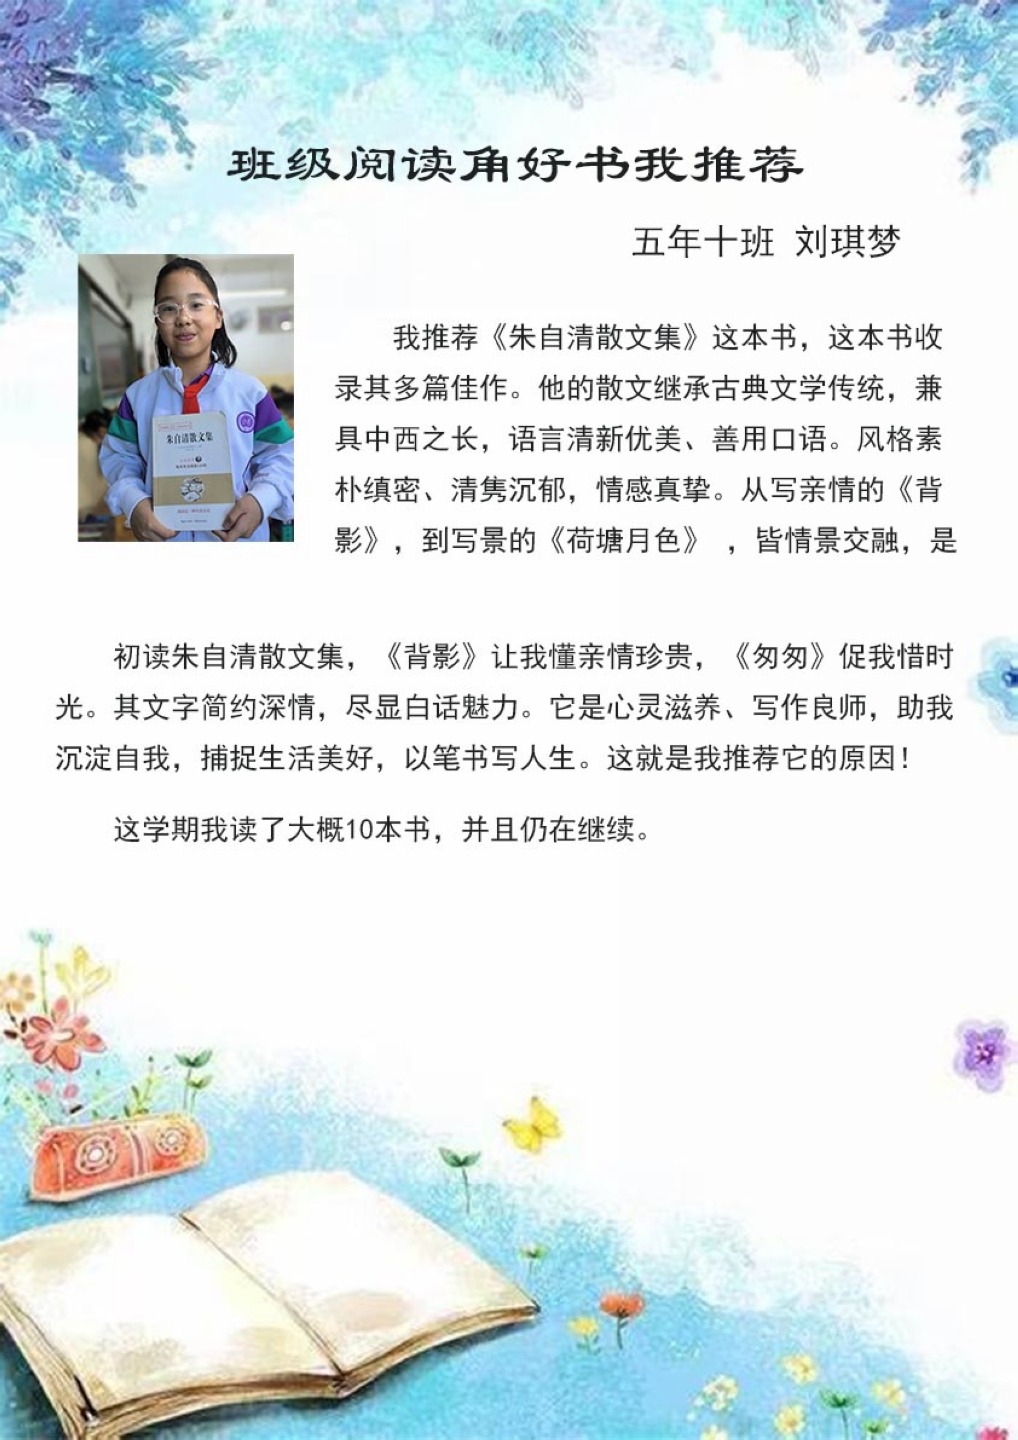 班级阅读角好书我推荐
五年十班 刘琪梦
我推荐《朱自清散文集》这本书，这本书收
录其多篇佳作。他的散文继承古典文学传统，兼
具中西之长，语言清新优美、善用口语。风格素
朴缜密、清隽沉郁，情感真挚。从写亲情的《背
影》，到写景的《荷塘月色》 ，皆情景交融，是
朱自清散文集
初读朱自清散文集，《背影》让我懂亲情珍贵，《匆匆》促我惜时
光。其文字简约深情，尽显白话魅力。它是心灵滋养、写作良师，助我
沉淀自我，捕捉生活美好，以笔书写人生。这就是我推荐它的原因！
这学期我读了大概10本书，并且仍在继续。